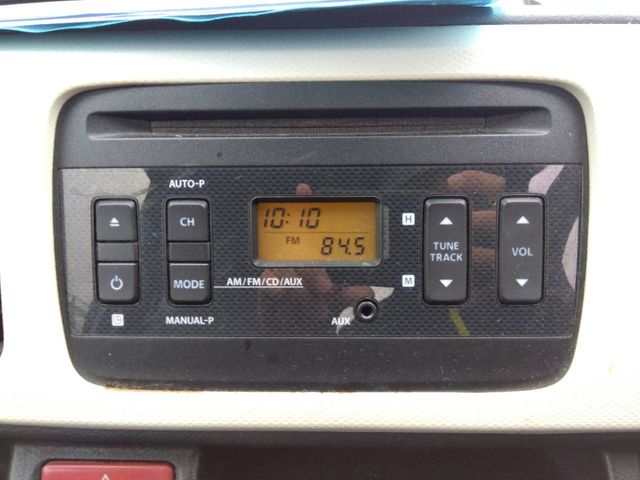 AUTO-P
CH
MODE
MANUAL-P
AM/FM/CD/AUX
10:10
FM 84.5
AUX
H
M
TUNE
TRACK
VOL
C